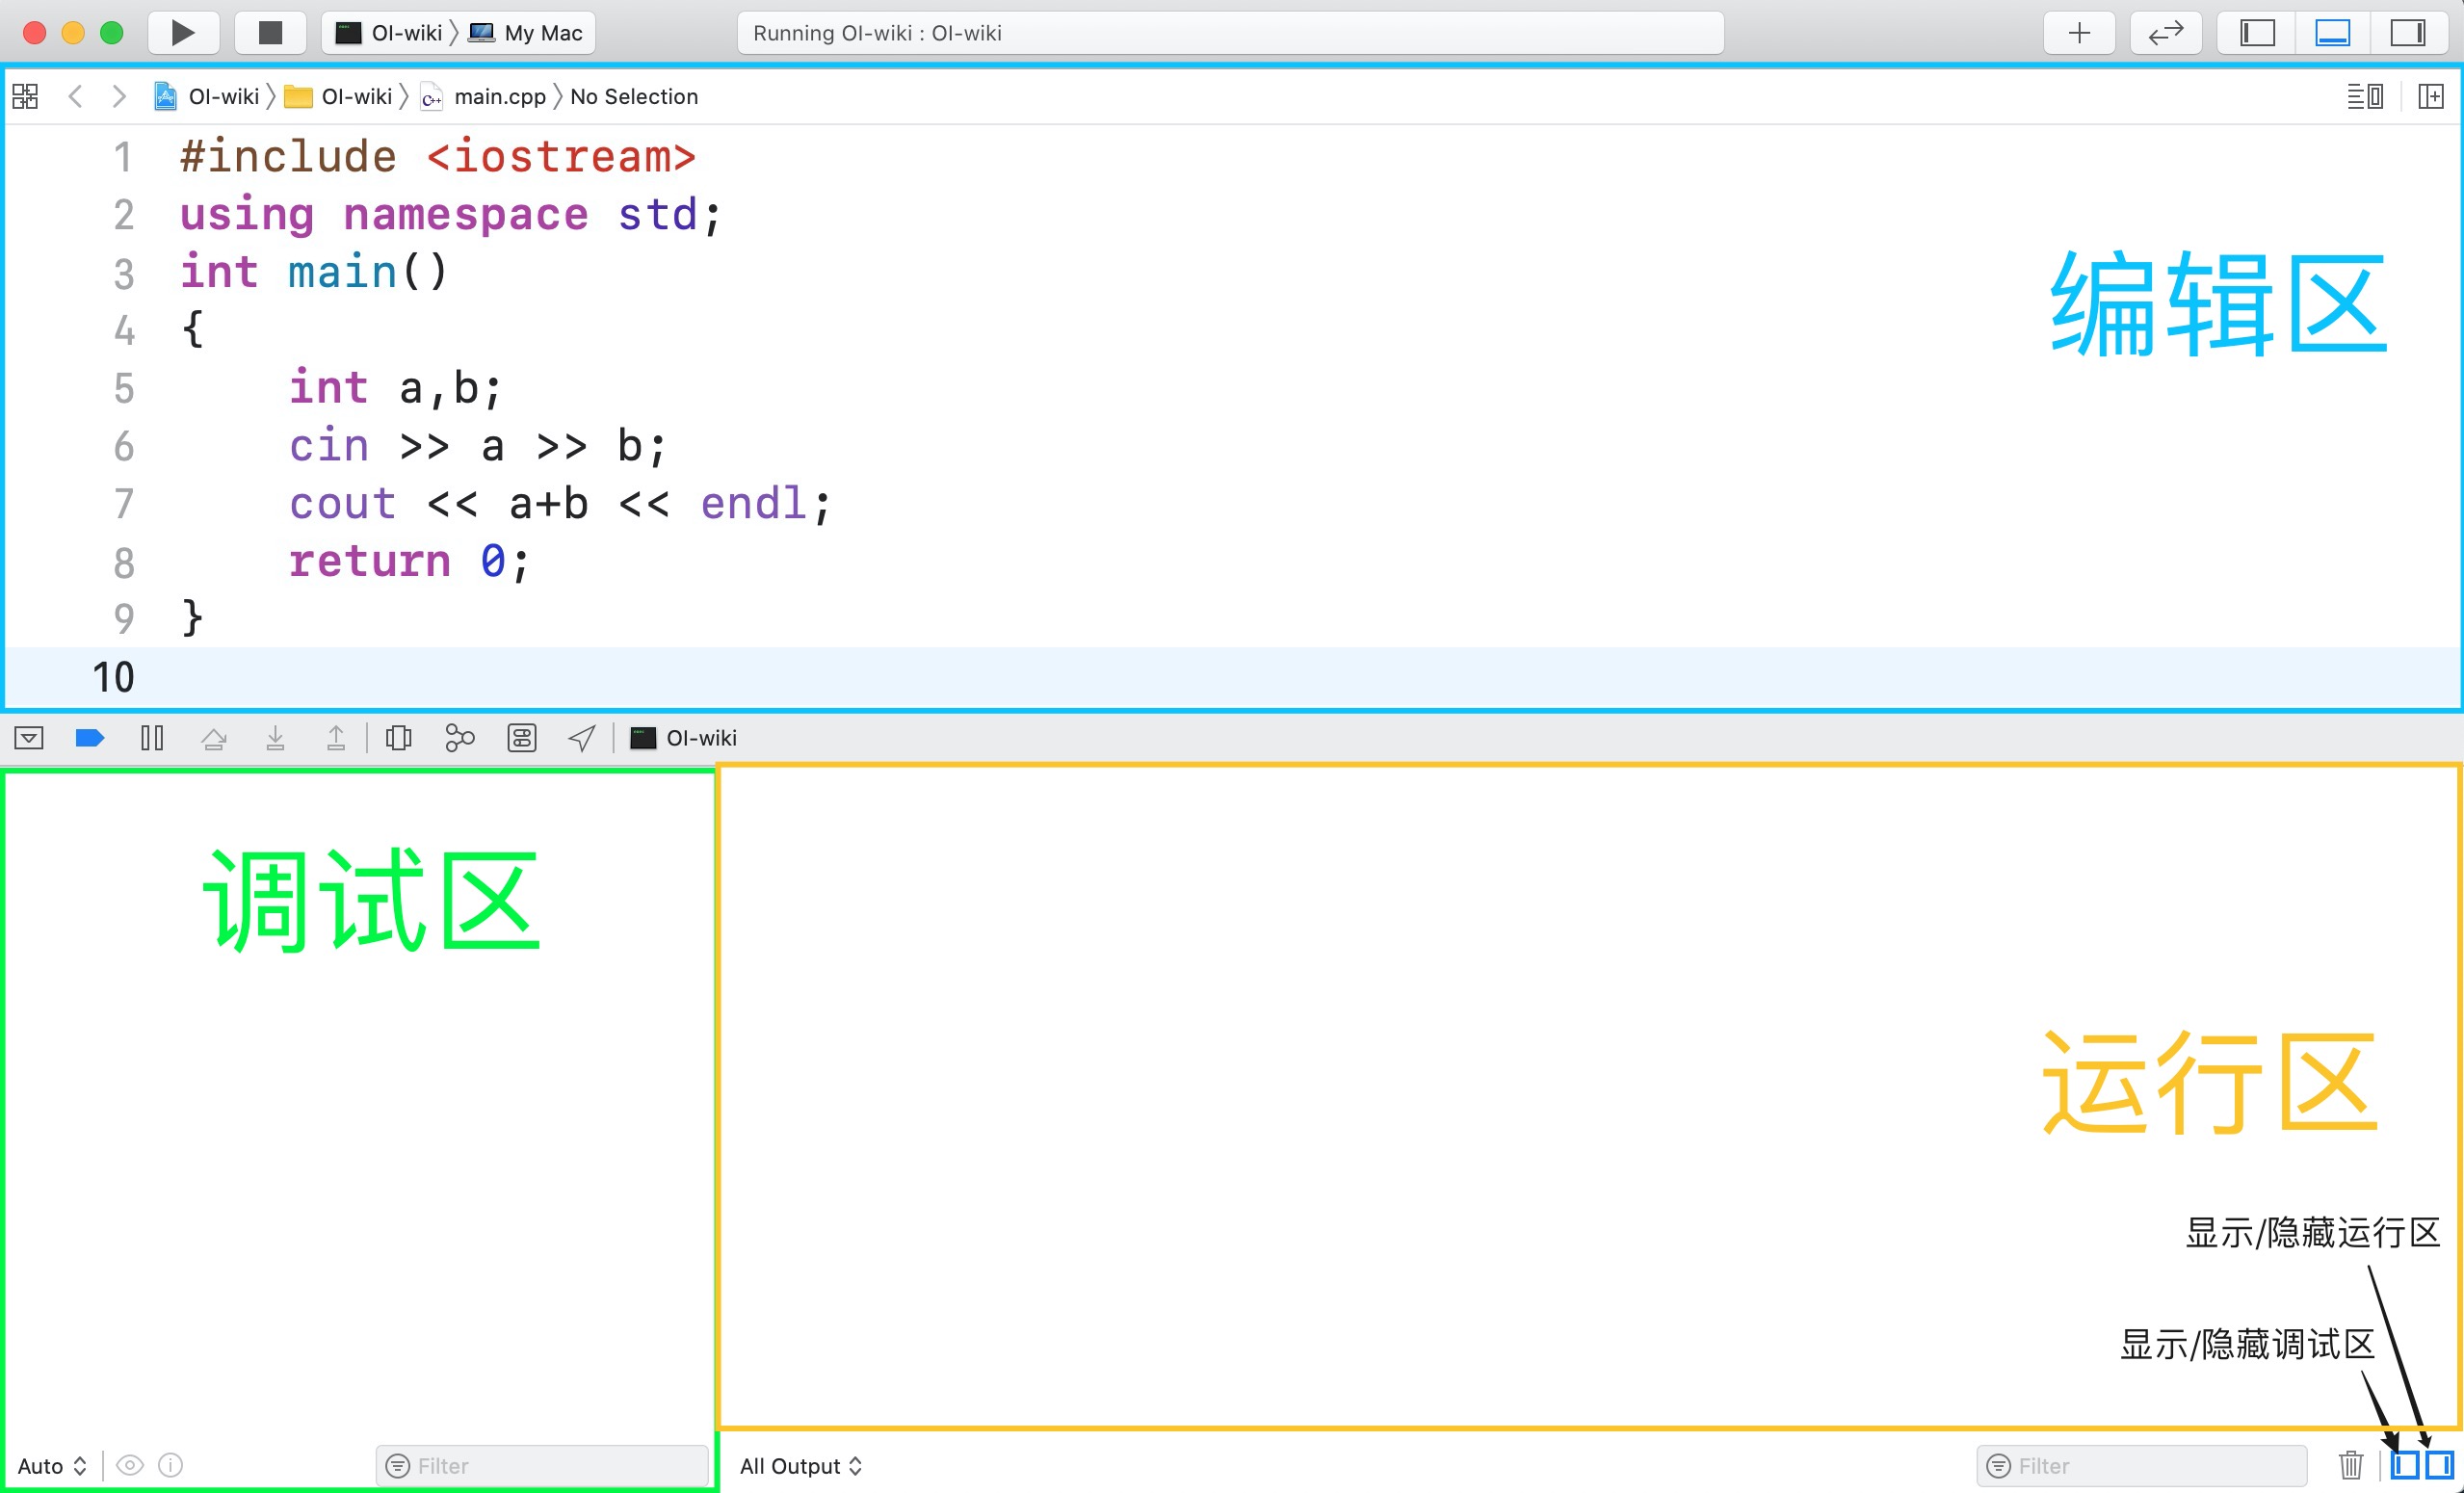 OI-wiki 〉 My Mac
Running OI-wiki : OI-wiki
OI-wiki 〉 OI-wiki 〉 main.cpp 〉 No Selection
1 #include <iostream>
2 using namespace std;
3 int main()
4 {
5     int a,b;
6     cin >> a >> b;
7     cout << a+b << endl;
8     return 0;
9 }
10
编辑区
OI-wiki
调试区
运行区
显示/隐藏运行区
显示/隐藏调试区
Auto
Filter
All Output
Filter